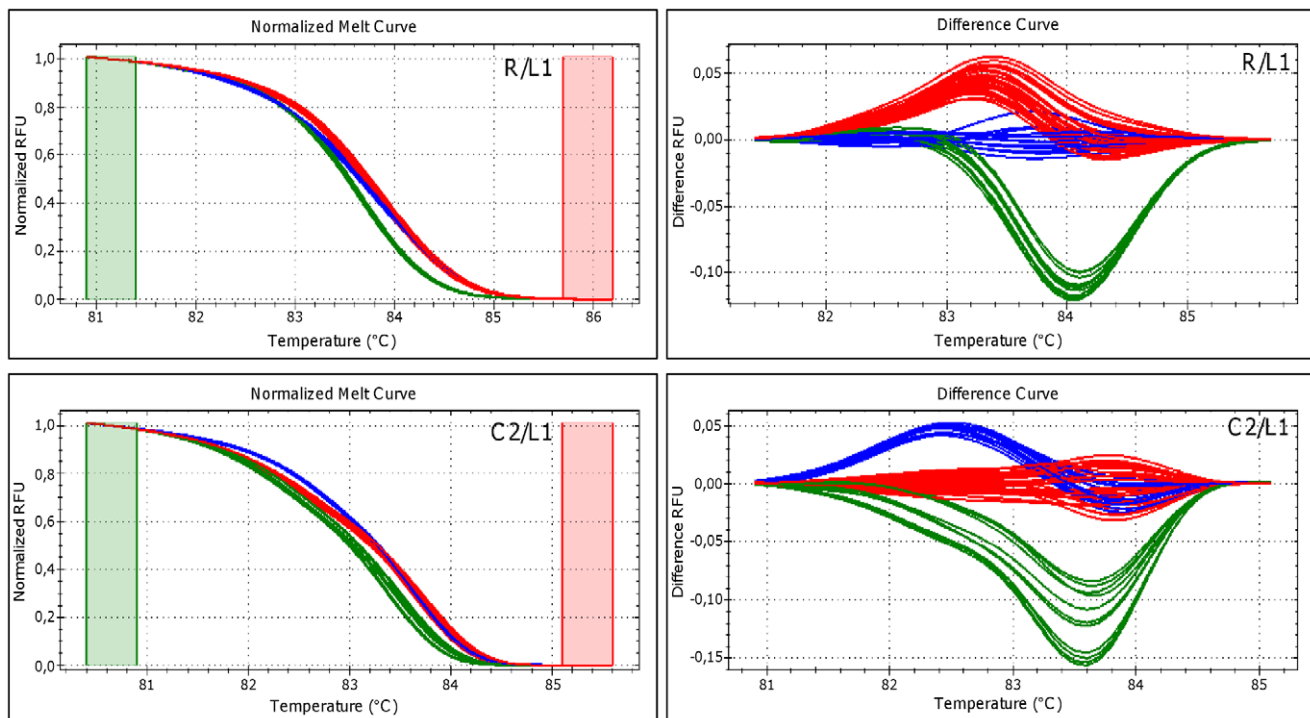 Normalized Melt Curve
R/L1
Normalized RFU
1,0
0,8
0,6
0,4
0,2
0,0
81
82
83
84
85
86
Temperature (°C)
Difference Curve
R/L1
Difference RFU
0,05
0,00
-0,05
-0,10
82
83
84
85
Temperature (°C)
Normalized Melt Curve
C2/L1
Normalized RFU
1,0
0,8
0,6
0,4
0,2
0,0
81
82
83
84
85
Temperature (°C)
Difference Curve
C2/L1
Difference RFU
0,05
0,00
-0,05
-0,10
-0,15
81
82
83
84
85
Temperature (°C)